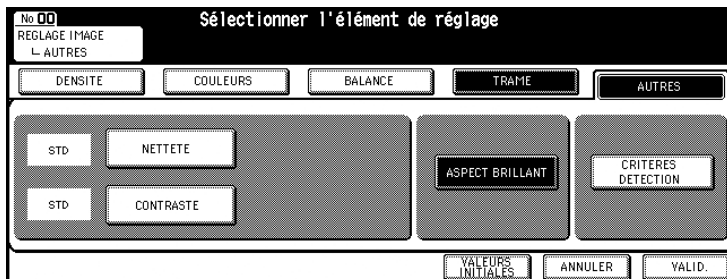 No 00
Sélectionner l'élément de réglage
REGLAGE IMAGE
AUTRES
DENSITE
COULEURS
BALANCE
TRAME
AUTRES
STD
NETTETE
ASPECT BRILLANT
CRITERES
DETECTION
STD
CONTRASTE
VALEURS
INITIALES
ANNULER
VALID.